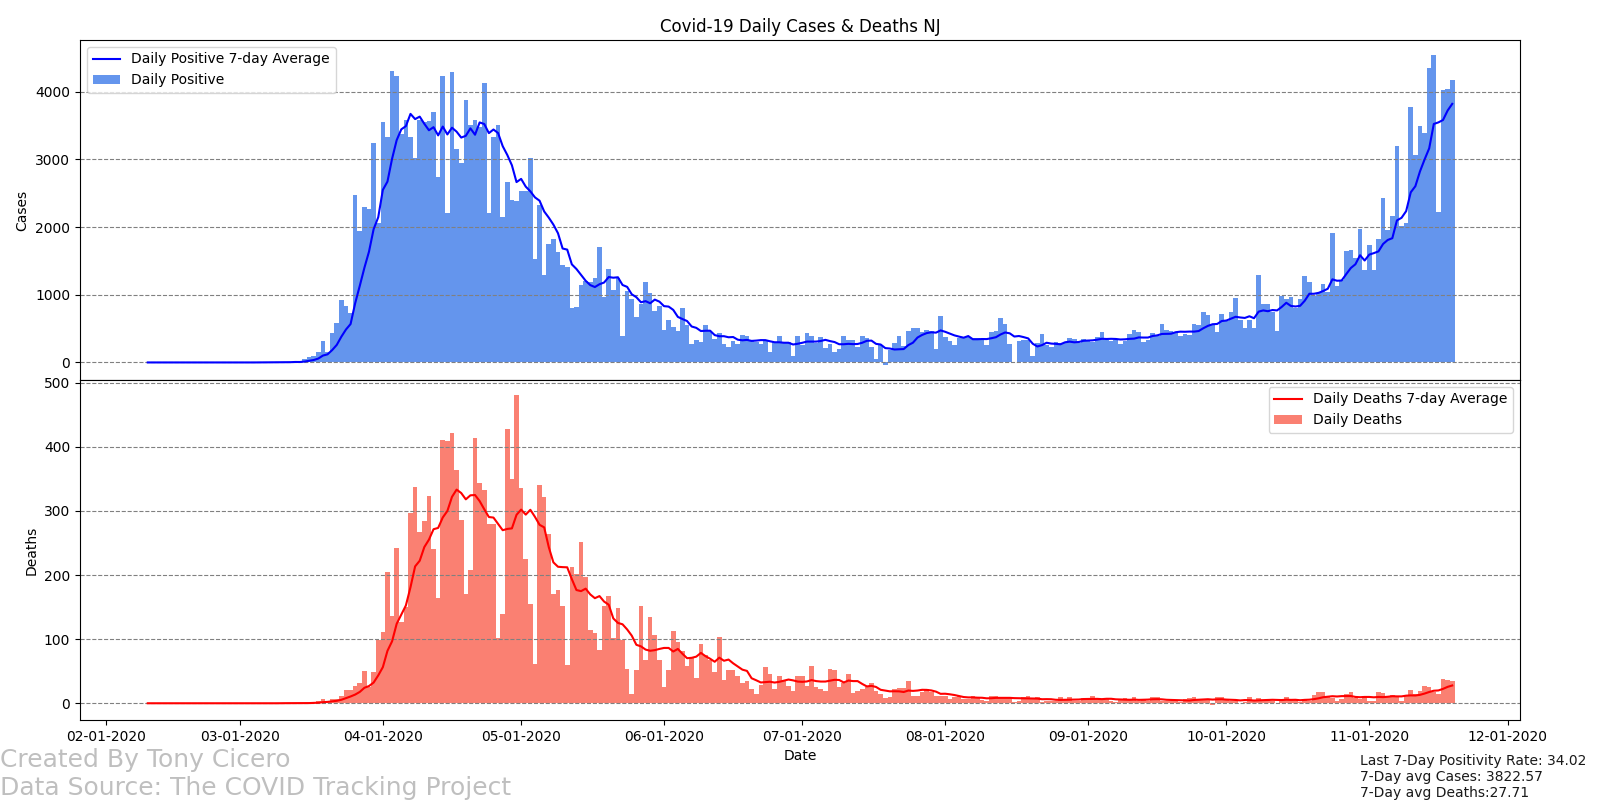 Covid-19 Daily Cases & Deaths NJ
Daily Positive 7-day Average
Daily Positive
4000
3000
2000
1000
0
Cases
500
400
300
200
100
0
Deaths
Daily Deaths 7-day Average
Daily Deaths
02-01-2020 03-01-2020 04-01-2020 05-01-2020 06-01-2020 07-01-2020 08-01-2020 09-01-2020 10-01-2020 11-01-2020 12-01-2020
Date
Created By Tony Cicero
Data Source: The COVID Tracking Project
Last 7-Day Positivity Rate: 34.02
7-Day avg Cases: 3822.57
7-Day avg Deaths:27.71